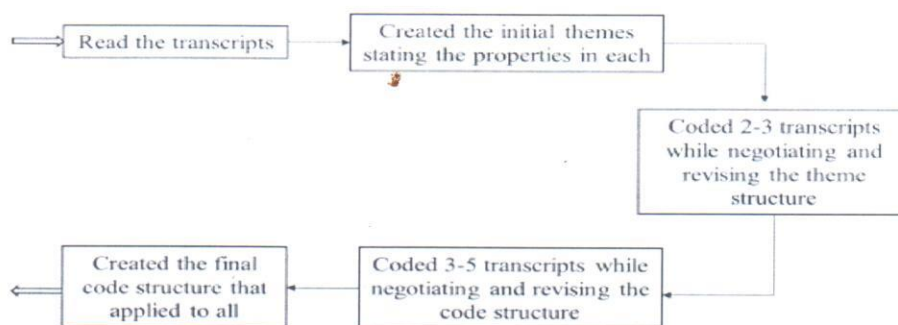 Read the transcripts
Created the initial themes
stating the properties in each
Coded 2-3 transcripts
while negotiating and
revising the theme
structure
Coded 3-5 transcripts while
negotiating and revising the
code structure
Created the final
code structure that
applied to all